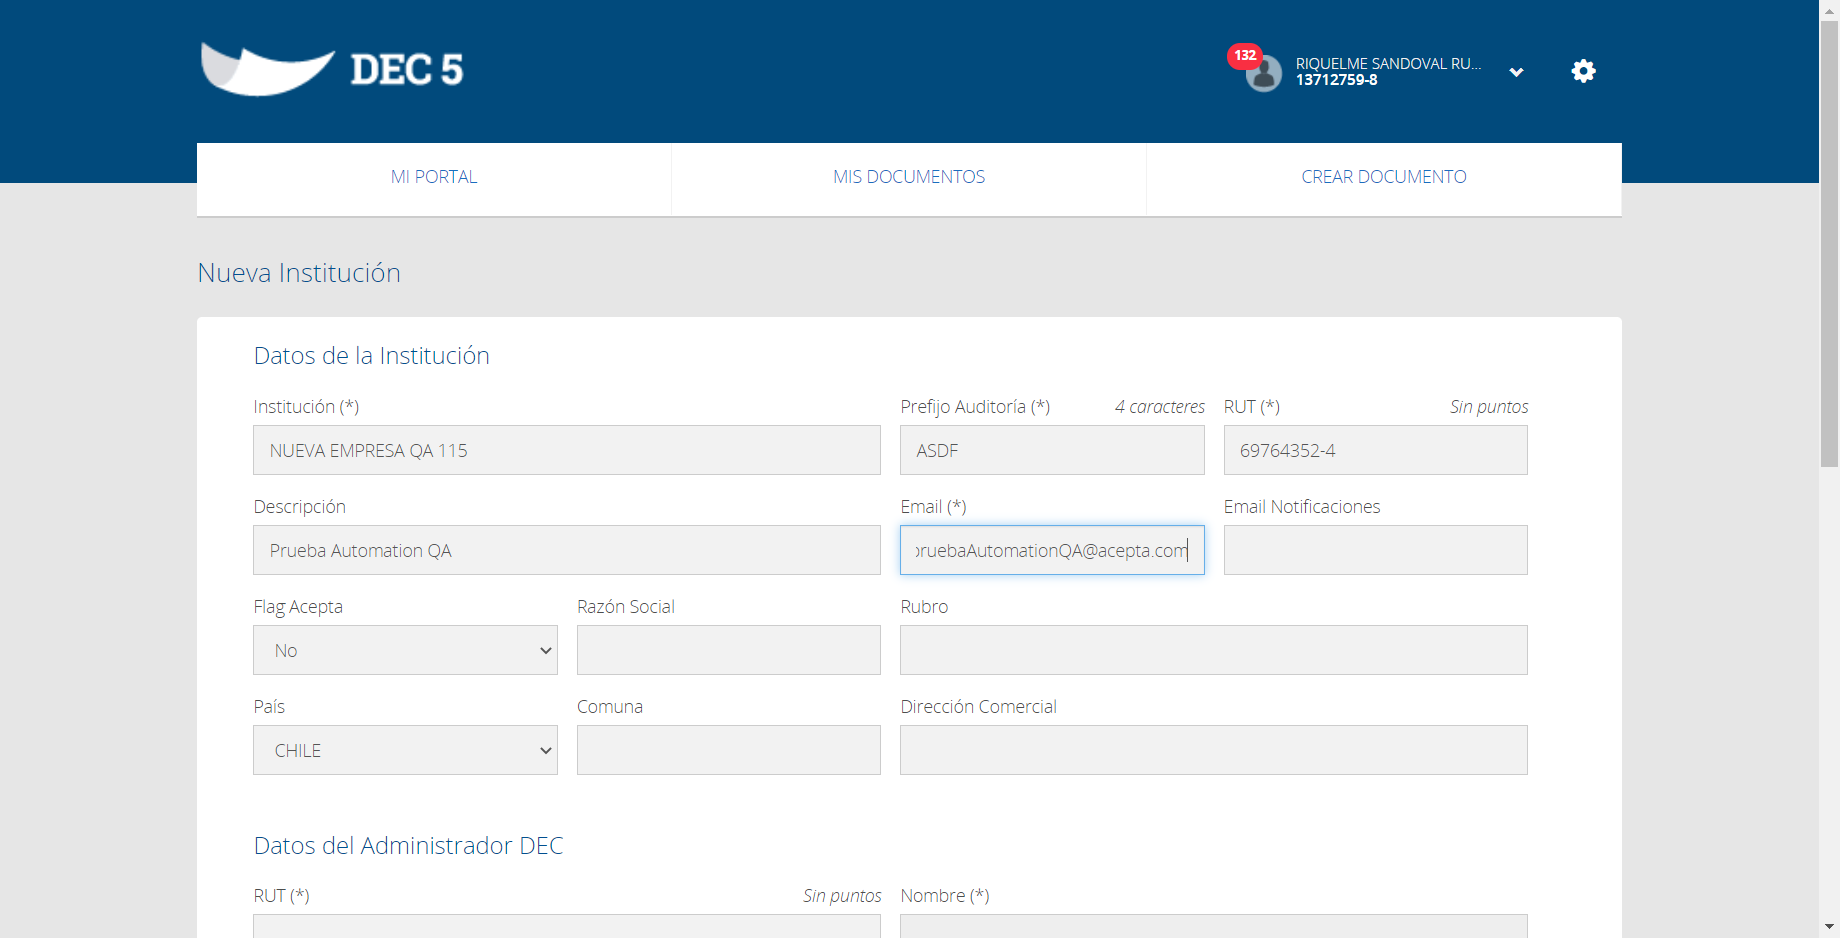 DEC 5
132
RIQUELME SANDOVAL RU...
13712759-8
MI PORTAL
MIS DOCUMENTOS
CREAR DOCUMENTO
Nueva Institución
Datos de la Institución
Institución (*)
Prefijo Auditoría (*) 4 caracteres
RUT (*) Sin puntos
NUEVA EMPRESA QA 115
ASDF
69764352-4
Descripción
Email (*)
Email Notificaciones
Prueba Automation QA
pruebaAutomationQA@acepta.com
Flag Acepta
Razón Social
Rubro
No
País
Comuna
Dirección Comercial
CHILE
Datos del Administrador DEC
RUT (*) Sin puntos
Nombre (*)